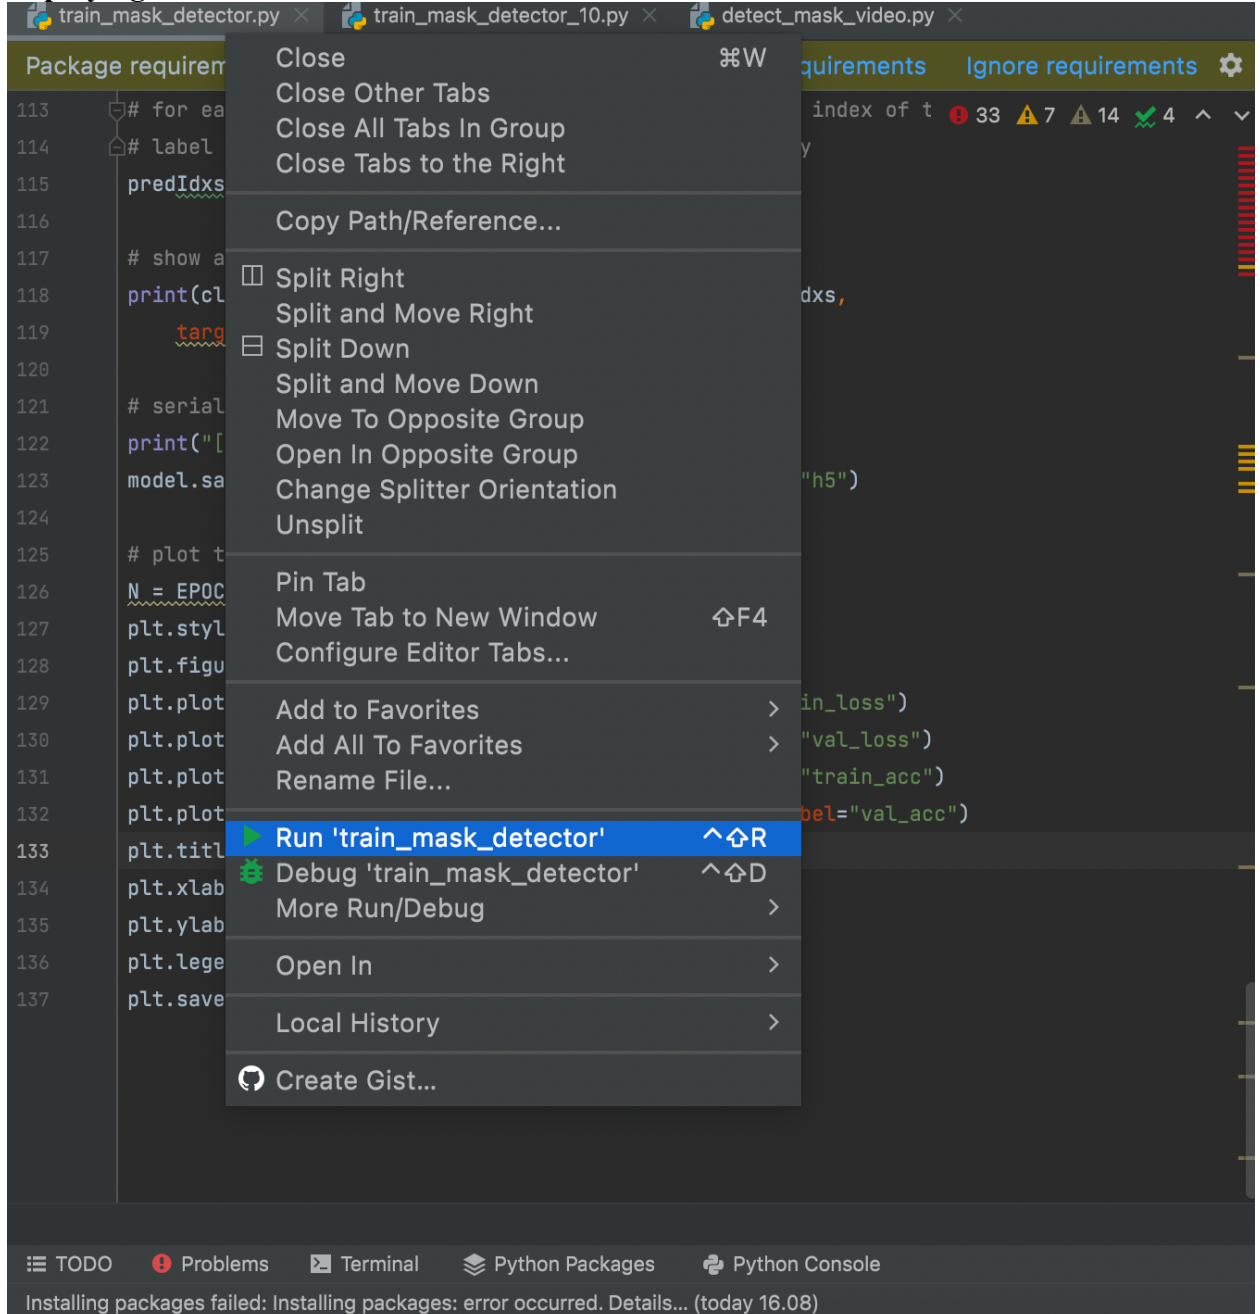 train_mask_detector.py
train_mask_detector_10.py
detect_mask_video.py
Package requirem
quirements
Ignore requirements
Close ⌘W
Close Other Tabs
Close All Tabs In Group
Close Tabs to the Right
Copy Path/Reference...
Split Right
Split and Move Right
Split Down
Split and Move Down
Move To Opposite Group
Open In Opposite Group
Change Splitter Orientation
Unsplit
Pin Tab
Move Tab to New Window ⇧F4
Configure Editor Tabs...
Add to Favorites >
Add All To Favorites >
Rename File...
Run 'train_mask_detector' ^⇧R
Debug 'train_mask_detector' ^⇧D
More Run/Debug >
Open In >
Local History >
Create Gist...
33 7 14 4
113 # for ea index of t
114 # label y
115 predIdxs
116
117 # show a
118 print(cl dxs,
119 targ
120
121 # serial
122 print("[
123 model.sa "h5")
124
125 # plot t
126 N = EPOC
127 plt.styl
128 plt.figu
129 plt.plot in_loss")
130 plt.plot "val_loss")
131 plt.plot "train_acc")
132 plt.plot bel="val_acc")
133 plt.titl
134 plt.xlab
135 plt.ylab
136 plt.lege
137 plt.save
TODO Problems Terminal Python Packages Python Console
Installing packages failed: Installing packages: error occurred. Details... (today 16.08)